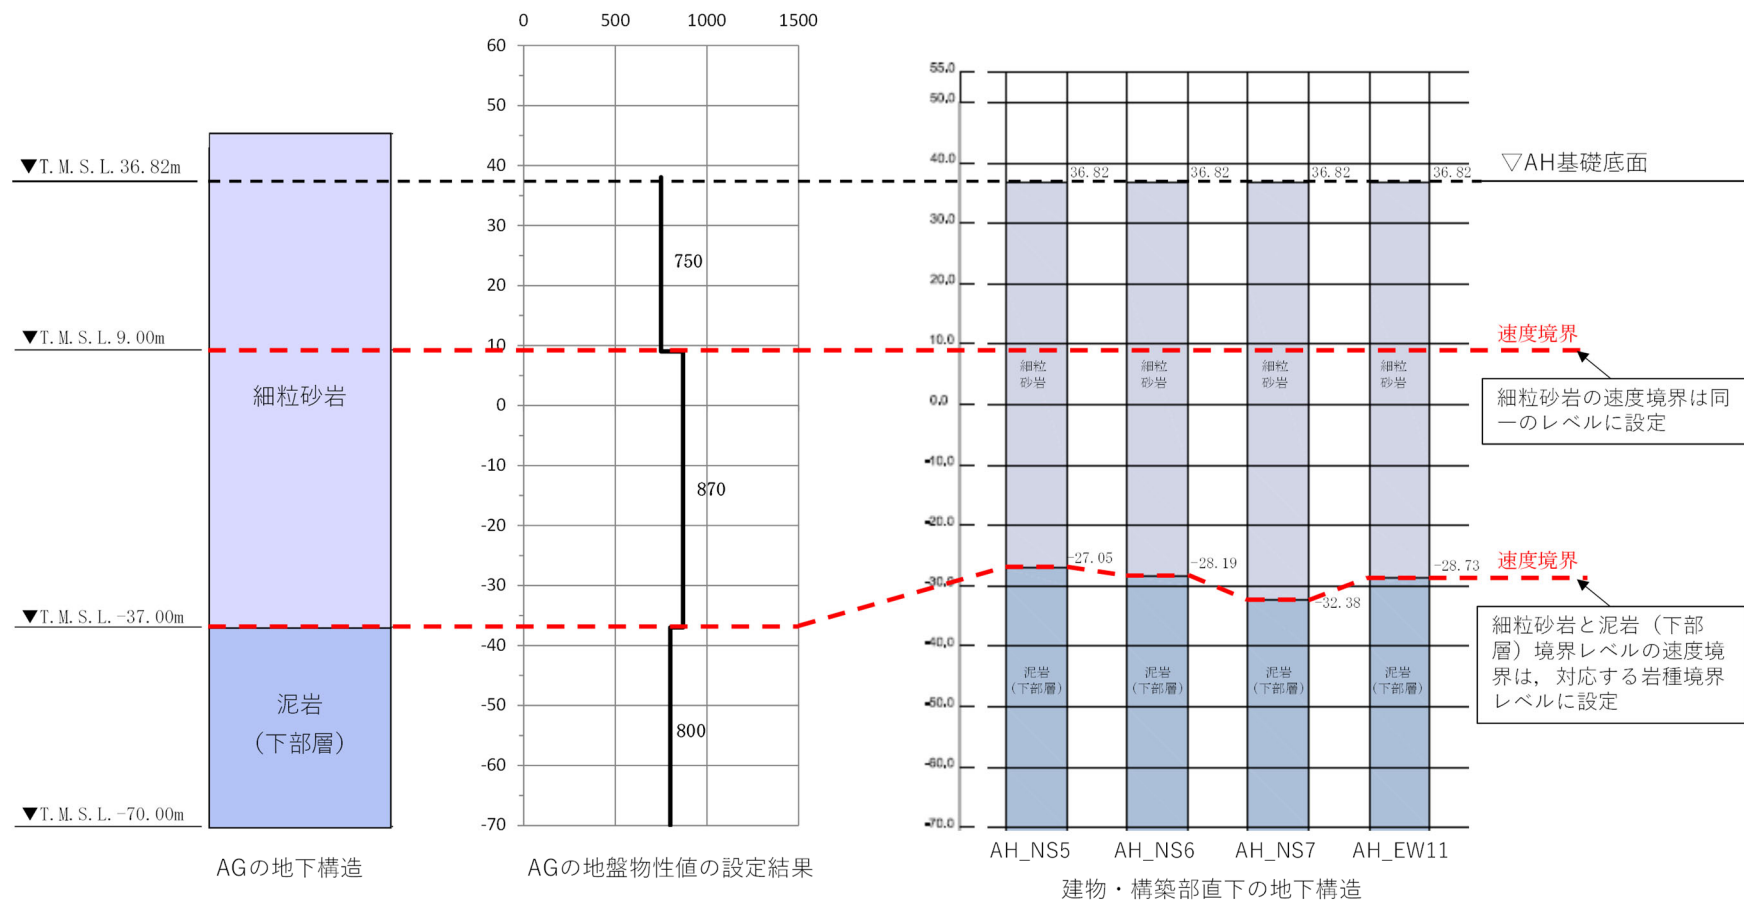 ▼T.M.S.L.36.82m
▼T.M.S.L.9.00m
▼T.M.S.L.-37.00m
▼T.M.S.L.-70.00m
細粒砂岩
泥岩
(下部層)
AGの地下構造
0 500 1000 1500
60
50
40
30
20
10
0
-10
-20
-30
-40
-50
-60
-70
750
870
800
AGの地盤物性値の設定結果
55.0
50.0
40.0
30.0
20.0
10.0
0.0
-10.0
-20.0
-30.0
-40.0
-50.0
-60.0
-70.0
36.82 36.82 36.82 36.82
細粒 細粒 細粒 細粒
砂岩 砂岩 砂岩 砂岩
-27.05
-28.19
-32.38
-28.73
泥岩 泥岩 泥岩 泥岩
(下部層) (下部層) (下部層) (下部層)
AH_NS5 AH_NS6 AH_NS7 AH_EW11
建物・構築部直下の地下構造
▽AH基礎底面
速度境界
細粒砂岩の速度境界は同
一のレベルに設定
速度境界
細粒砂岩と泥岩（下部
層）境界レベルの速度境
界は，対応する岩種境界
レベルに設定